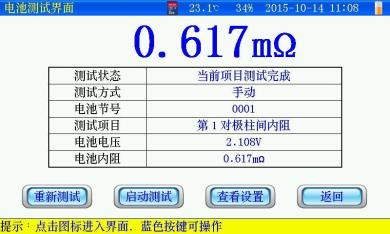 电池测试界面 23.1℃ 34% 2015-10-14 11:08
0.617mΩ
测试状态 当前项目测试完成
测试方式 手动
电池节号 0001
测试项目 第1对极柱间内阻
电池电压 2.108V
电池内阻 0.617mΩ
重新测试 启动测试 查看设置 返回
提示：点击图标进入界面．蓝色按键可操作